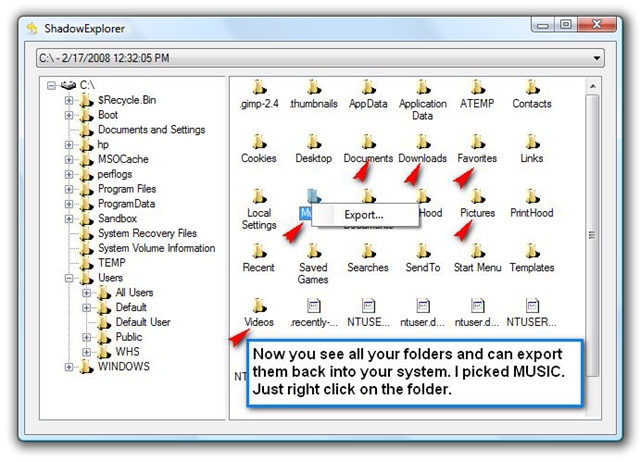 ShadowExplorer
C:\ - 2/17/2008 12:32:05 PM
C:\
$Recycle.Bin
Boot
Documents and Settings
hp
MSOCache
perflogs
Program Files
ProgramData
Sandbox
System Recovery Files
System Volume Information
TEMP
Users
All Users
Default
Default User
Public
WHS
WINDOWS
.gimp-2.4 .thumbnails AppData Application Data ATEMP Contacts
Cookies Desktop Documents Downloads Favorites Links
Local Settings Pictures PrintHood
Export...
Recent Saved Games Searches SendTo Start Menu Templates
Videos .recently-... NTUSE... ntuser.d... ntuser.d... NTUSER...
Now you see all your folders and can export
them back into your system. I picked MUSIC.
Just right click on the folder.